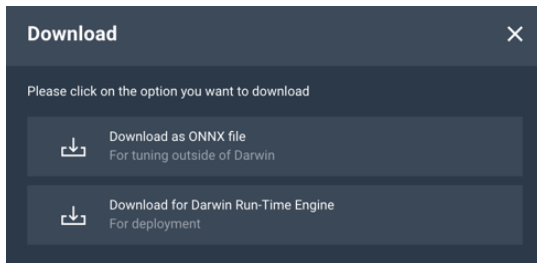 Download
Please click on the option you want to download
Download as ONNX file
For tuning outside of Darwin
Download for Darwin Run-Time Engine
For deployment